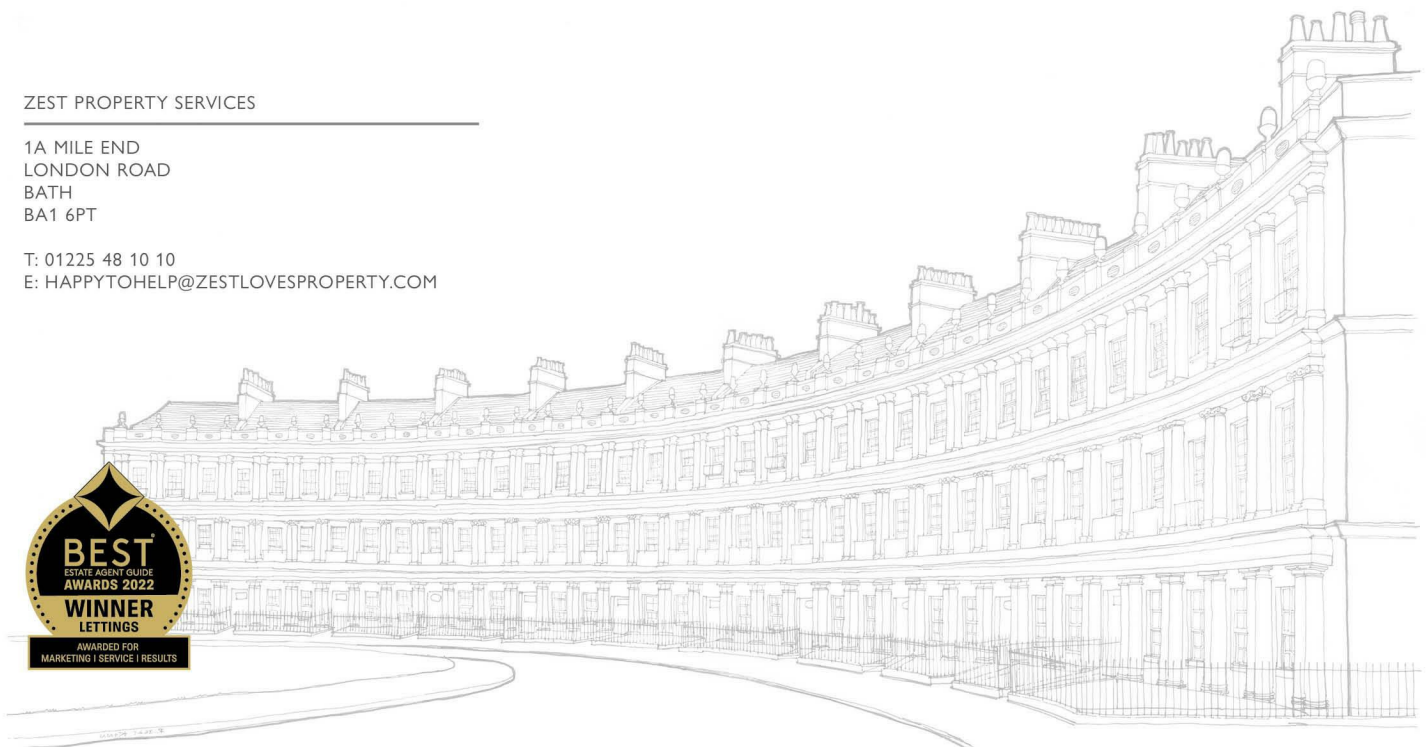 ZEST PROPERTY SERVICES
1A MILE END
LONDON ROAD
BATH
BA1 6PT
T: 01225 48 10 10
E: HAPPYTOHELP@ZESTLOVESPROPERTY.COM
BEST
ESTATE AGENT GUIDE
AWARDS 2022
WINNER
LETTINGS
AWARDED FOR
MARKETING | SERVICE | RESULTS